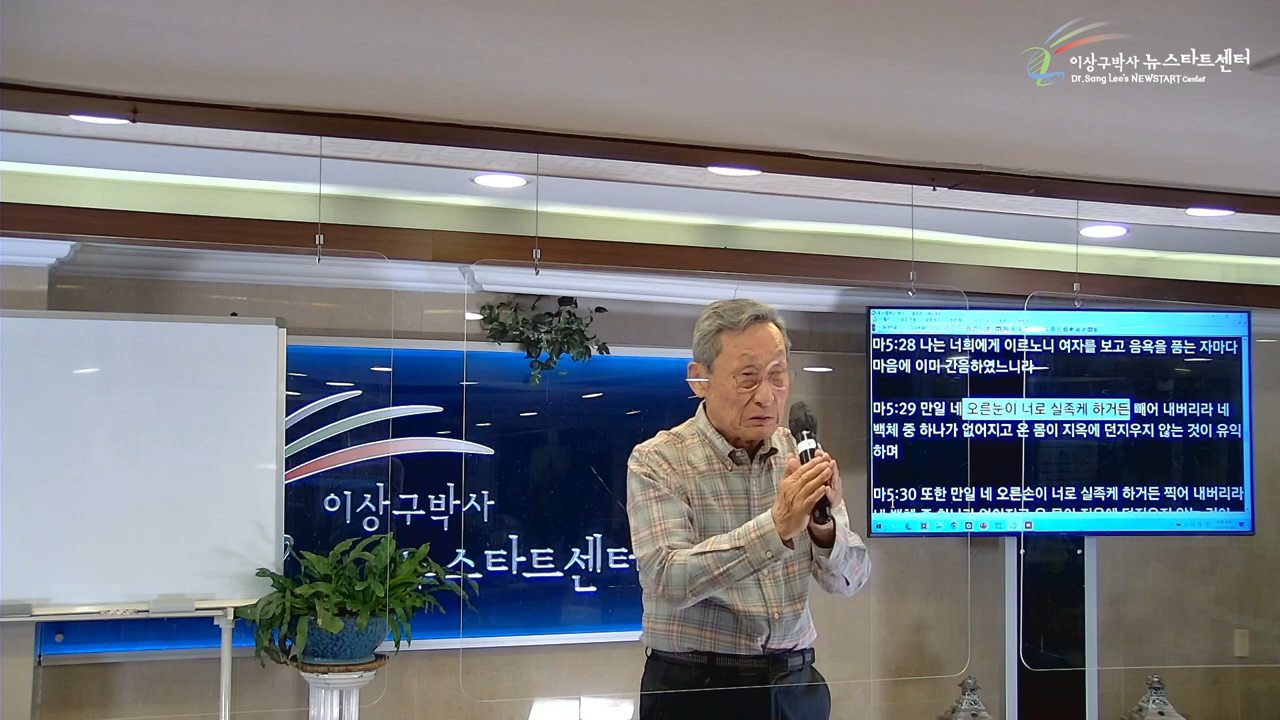 이상구박사 뉴스타트센터
Dr. Sang Lee's NEWSTART Center
이상구박사
스타트센터
마5:28 나는 너희에게 이르노니 여자를 보고 음욕을 품는 자마다
마음에 이미 간음하였느니라
마5:29 만일 네 오른눈이 너로 실족케 하거든 빼어 내버리라 네
백체 중 하나가 없어지고 온 몸이 지옥에 던지우지 않는 것이 유익
하며
마5:30 또한 만일 네 오른손이 너로 실족케 하거든 찍어 내버리라